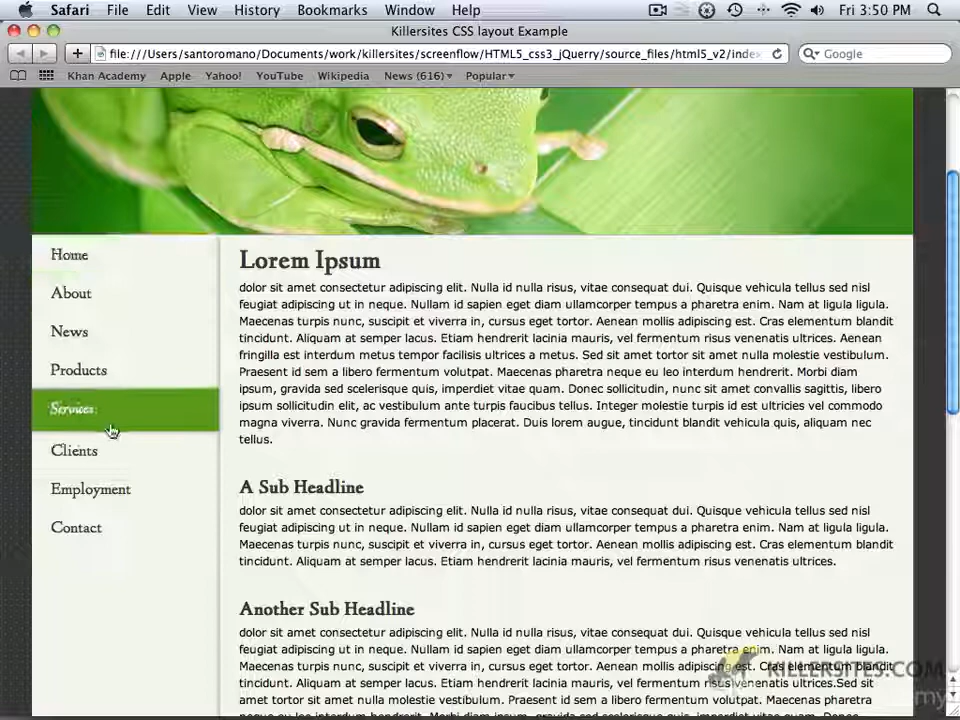 Safari File Edit View History Bookmarks Window Help Fri 3:50 PM
Killersites CSS layout Example
file:///Users/santoromano/Documents/work/killersites/screenflow/HTML5_css3_jQuerry/source_files/html5_v2/index
Google
Khan Academy Apple Yahoo! YouTube Wikipedia News (616) Popular
Home
About
News
Products
Services
Clients
Employment
Contact
Lorem Ipsum
dolor sit amet consectetur adipiscing elit. Nulla id nulla risus, vitae consequat dui. Quisque vehicula tellus sed nisl
feugiat adipiscing ut in neque. Nullam id sapien eget diam ullamcorper tempus a pharetra enim. Nam at ligula ligula.
Maecenas turpis nunc, suscipit et viverra in, cursus eget tortor. Aenean mollis adipiscing est. Cras elementum blandit
tincidunt. Aliquam at semper lacus. Etiam hendrerit lacinia mauris, vel fermentum risus venenatis ultrices. Aenean
fringilla est interdum metus tempor facilisis ultrices a metus. Sed sit amet tortor sit amet nulla molestie vestibulum.
Praesent id sem a libero fermentum volutpat. Maecenas pharetra neque eu leo interdum hendrerit. Morbi diam
ipsum, gravida sed scelerisque quis, imperdiet vitae quam. Donec sollicitudin, nunc sit amet convallis sagittis, libero
ipsum sollicitudin elit, ac vestibulum ante turpis faucibus tellus. Integer molestie turpis id est ultricies vel commodo
magna viverra. Nunc gravida fermentum placerat. Duis lorem augue, tincidunt blandit vehicula quis, aliquam nec
tellus.
A Sub Headline
dolor sit amet consectetur adipiscing elit. Nulla id nulla risus, vitae consequat dui. Quisque vehicula tellus sed nisl
feugiat adipiscing ut in neque. Nullam id sapien eget diam ullamcorper tempus a pharetra enim. Nam at ligula ligula.
Maecenas turpis nunc, suscipit et viverra in, cursus eget tortor. Aenean mollis adipiscing est. Cras elementum blandit
tincidunt. Aliquam at semper lacus. Etiam hendrerit lacinia mauris, vel fermentum risus venenatis ultrices.
Another Sub Headline
dolor sit amet consectetur adipiscing elit. Nulla id nulla risus, vitae consequat dui. Quisque vehicula tellus sed nisl
feugiat adipiscing ut in neque. Nullam id sapien eget diam ullamcorper tempus a pharetra enim. Nam at ligula ligula.
Maecenas turpis nunc, suscipit et viverra in, cursus eget tortor. Aenean mollis adipiscing est. Cras elementum blandit
tincidunt. Aliquam at semper lacus. Etiam hendrerit lacinia mauris, vel fermentum risus venenatis ultrices.Sed sit
amet tortor sit amet nulla molestie vestibulum. Praesent id sem a libero fermentum volutpat. Maecenas pharetra
KILLERSITES.COM
my